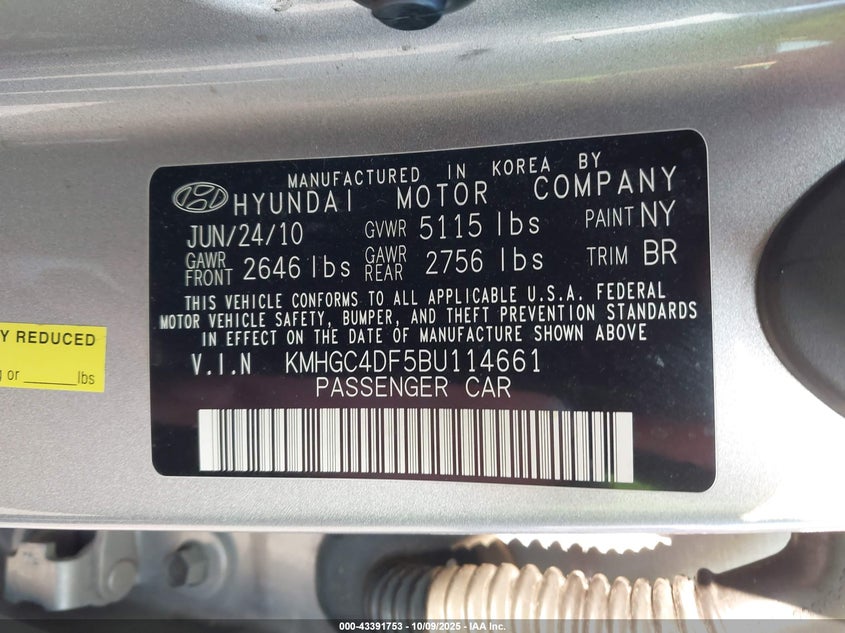 MANUFACTURED IN KOREA BY
HYUNDAI MOTOR COMPANY
JUN/24/10 GVWR 5115 lbs PAINT NY
GAWR FRONT 2646 lbs GAWR REAR 2756 lbs TRIM BR
THIS VEHICLE CONFORMS TO ALL APPLICABLE U.S.A. FEDERAL
MOTOR VEHICLE SAFETY, BUMPER, AND THEFT PREVENTION STANDARDS
IN EFFECT ON THE DATE OF MANUFACTURE SHOWN ABOVE
V.I.N KMHGC4DF5BU114661
PASSENGER CAR
Y REDUCED
g or ______lbs
000-43391753 - 10/09/2025 - IAA Inc.